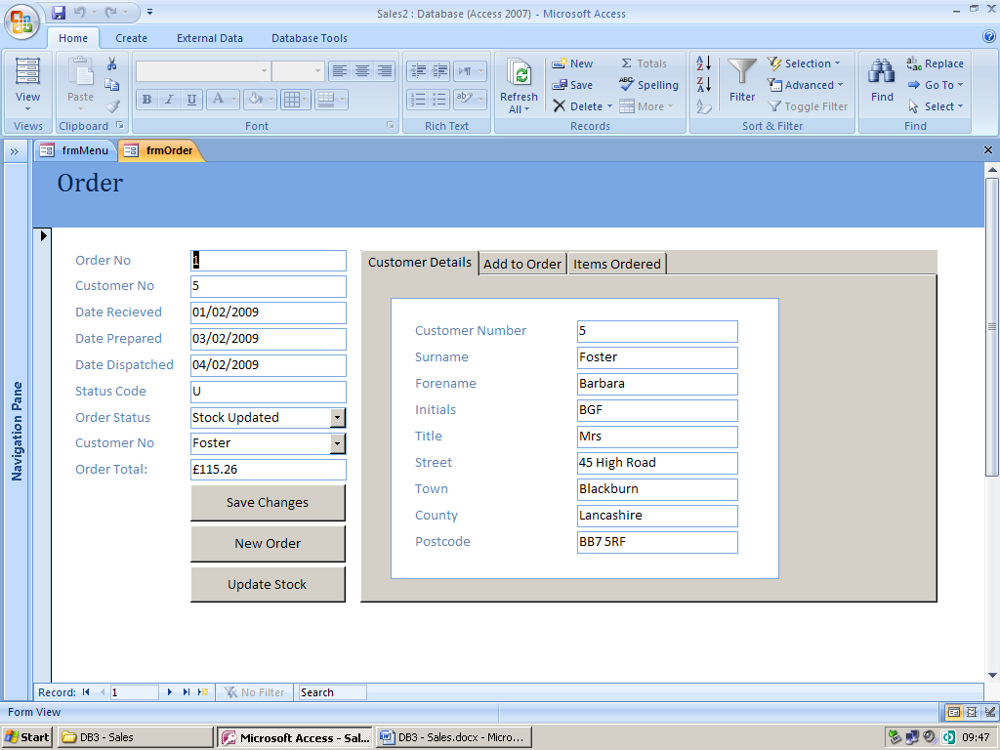 Sales2 : Database (Access 2007) - Microsoft Access
Home Create External Data Database Tools
View Paste Refresh All New Save Delete Totals Spelling More Filter Selection Advanced Toggle Filter Find Replace Go To Select
Views Clipboard Font Rich Text Records Sort & Filter Find
frmMenu frmOrder
Navigation Pane
Order
Order No 1
Customer No 5
Date Recieved 01/02/2009
Date Prepared 03/02/2009
Date Dispatched 04/02/2009
Status Code U
Order Status Stock Updated
Customer No Foster
Order Total: £115.26
Save Changes
New Order
Update Stock
Customer Details Add to Order Items Ordered
Customer Number 5
Surname Foster
Forename Barbara
Initials BGF
Title Mrs
Street 45 High Road
Town Blackburn
County Lancashire
Postcode BB7 5RF
Record: 1 No Filter Search
Form View
Start DB3 - Sales Microsoft Access - Sal... DB3 - Sales.docx - Micro... 09:47